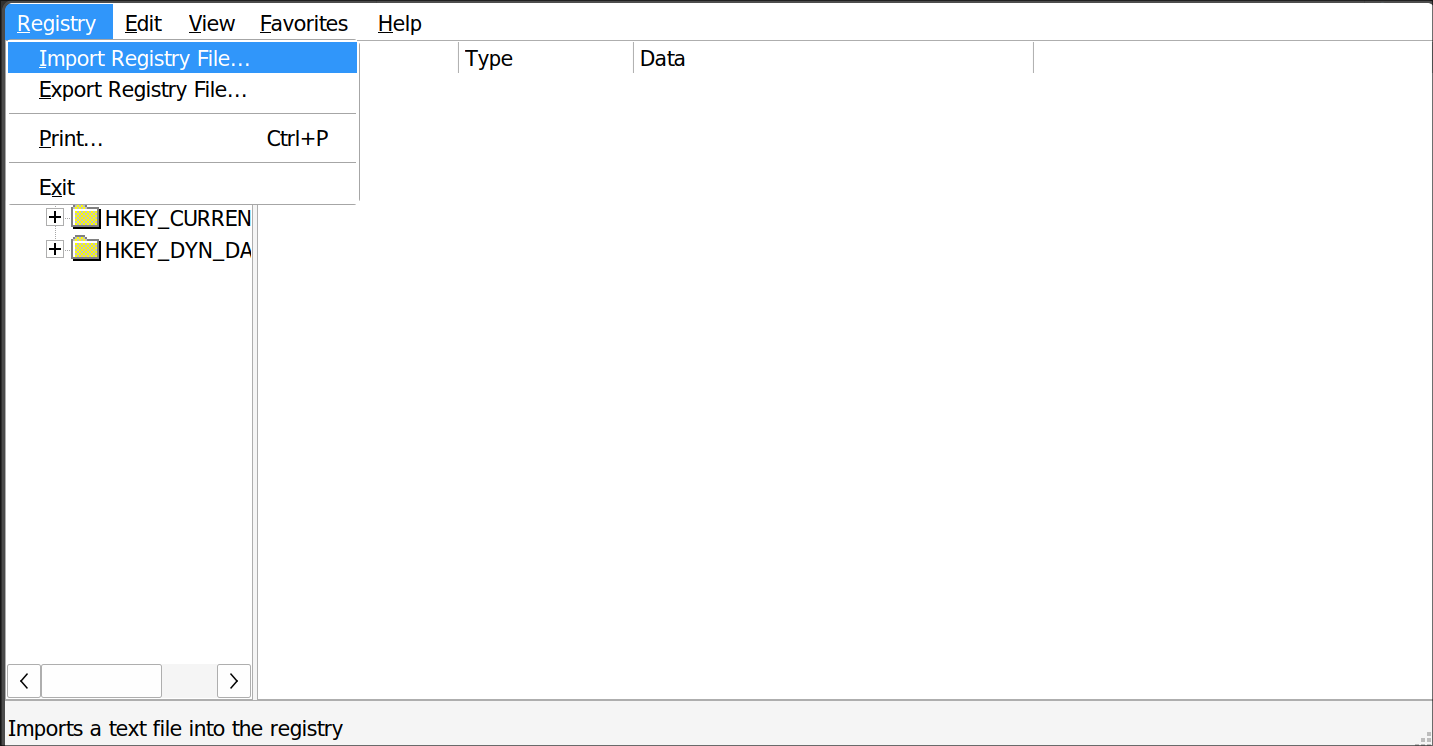 Registry Edit View Favorites Help
Import Registry File...
Type Data
Export Registry File...
Print... Ctrl+P
Exit
HKEY_CURREN
HKEY_DYN_DA
Imports a text file into the registry